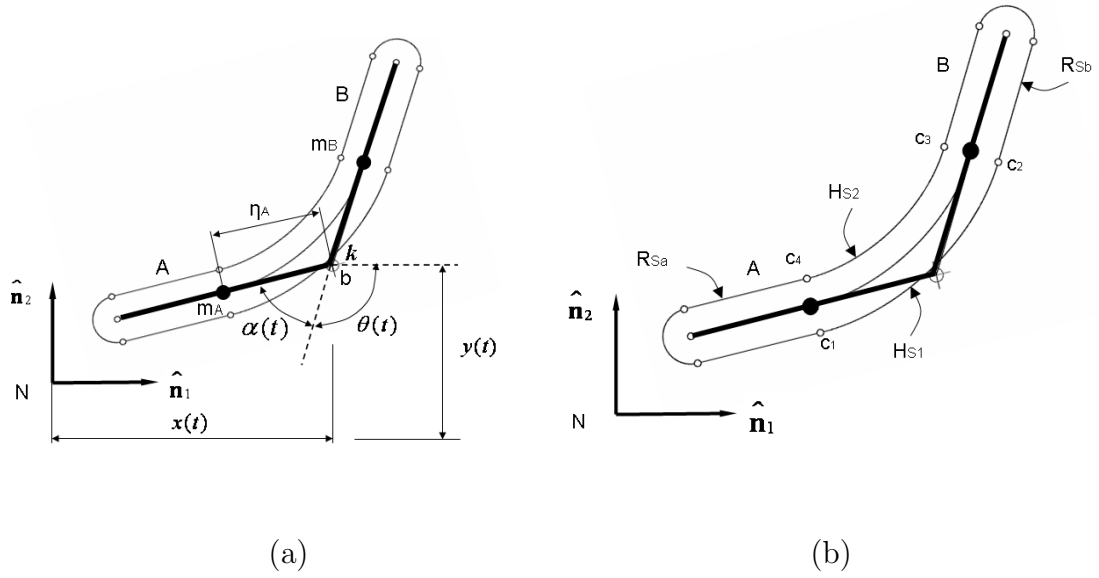 B
mB
ηA
A
k
b
mA
α(t)
θ(t)
n̂2
y(t)
N
n̂1
x(t)
(a)
B
RSb
c3
c2
HS2
RSa
A
c4
n̂2
c1
HS1
N
n̂1
(b)